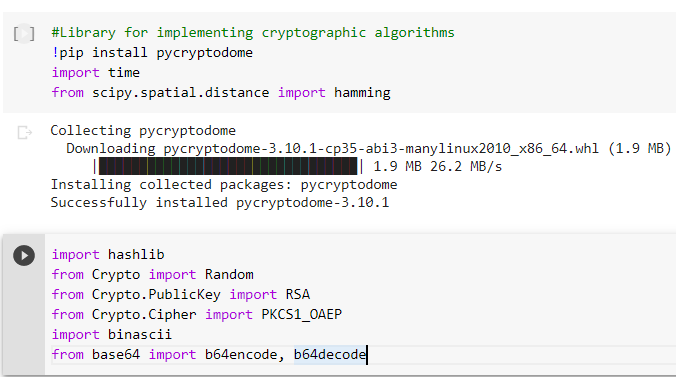 [ ] #Library for implementing cryptographic algorithms
!pip install pycryptodome
import time
from scipy.spatial.distance import hamming
Collecting pycryptodome
Downloading pycryptodome-3.10.1-cp35-abi3-manylinux2010_x86_64.whl (1.9 MB)
|████████████████████████████████| 1.9 MB 26.2 MB/s
Installing collected packages: pycryptodome
Successfully installed pycryptodome-3.10.1
import hashlib
from Crypto import Random
from Crypto.PublicKey import RSA
from Crypto.Cipher import PKCS1_OAEP
import binascii
from base64 import b64encode, b64decode